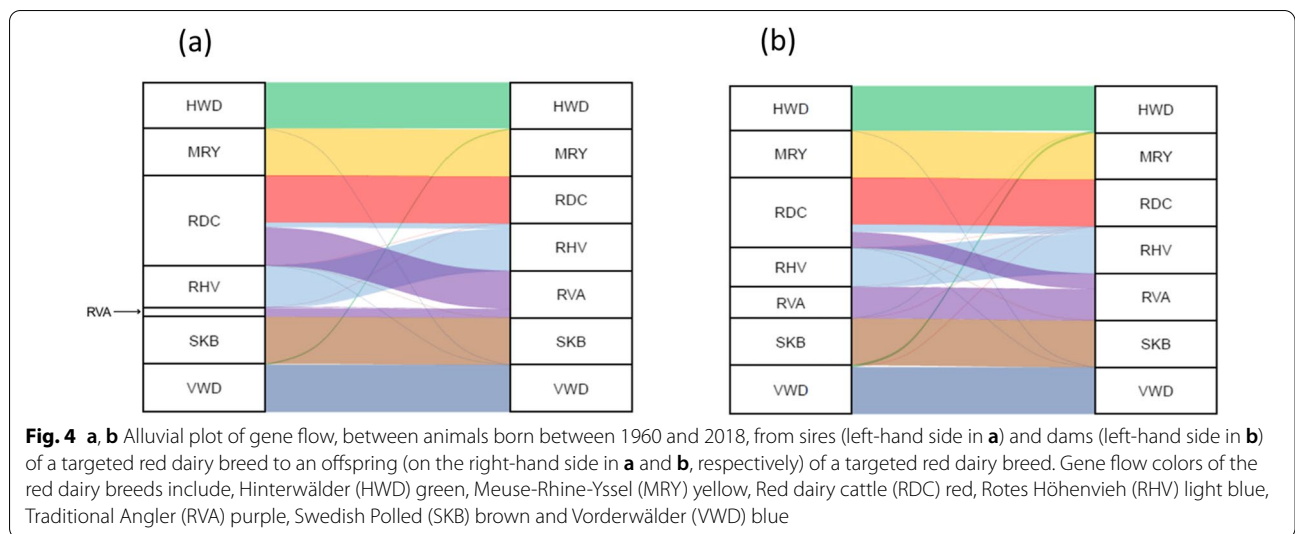 (a)
(b)
HWD
MRY
RDC
RHV
RVA
SKB
VWD
HWD
MRY
RDC
RHV
RVA
SKB
VWD
HWD
MRY
RDC
RHV
RVA
SKB
VWD
HWD
MRY
RDC
RHV
RVA
SKB
VWD
Fig. 4 a, b Alluvial plot of gene flow, between animals born between 1960 and 2018, from sires (left-hand side in a) and dams (left-hand side in b)
of a targeted red dairy breed to an offspring (on the right-hand side in a and b, respectively) of a targeted red dairy breed. Gene flow colors of the
red dairy breeds include, Hinterwälder (HWD) green, Meuse-Rhine-Yssel (MRY) yellow, Red dairy cattle (RDC) red, Rotes Höhenvieh (RHV) light blue,
Traditional Angler (RVA) purple, Swedish Polled (SKB) brown and Vorderwälder (VWD) blue